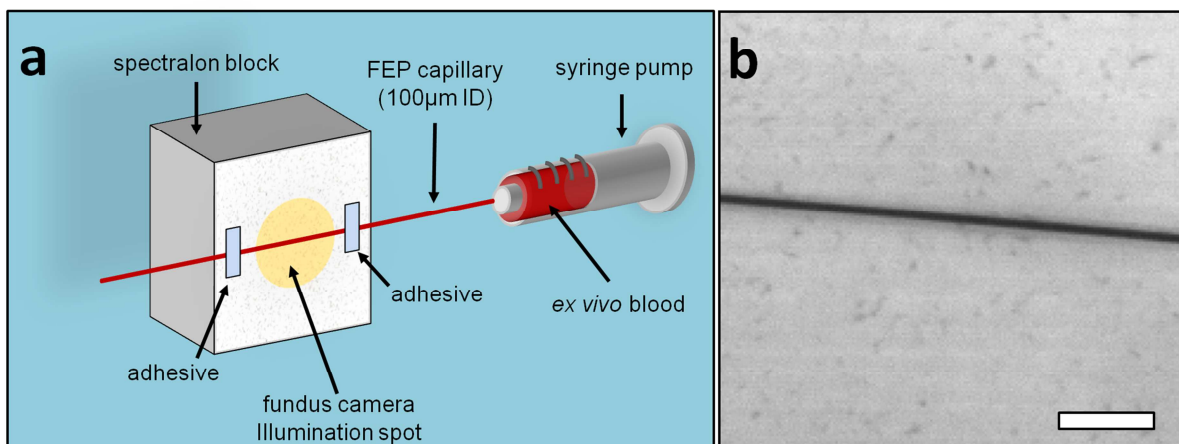 a
spectralon block
FEP capillary
(100µm ID)
syringe pump
adhesive
adhesive
ex vivo blood
fundus camera
Illumination spot
b